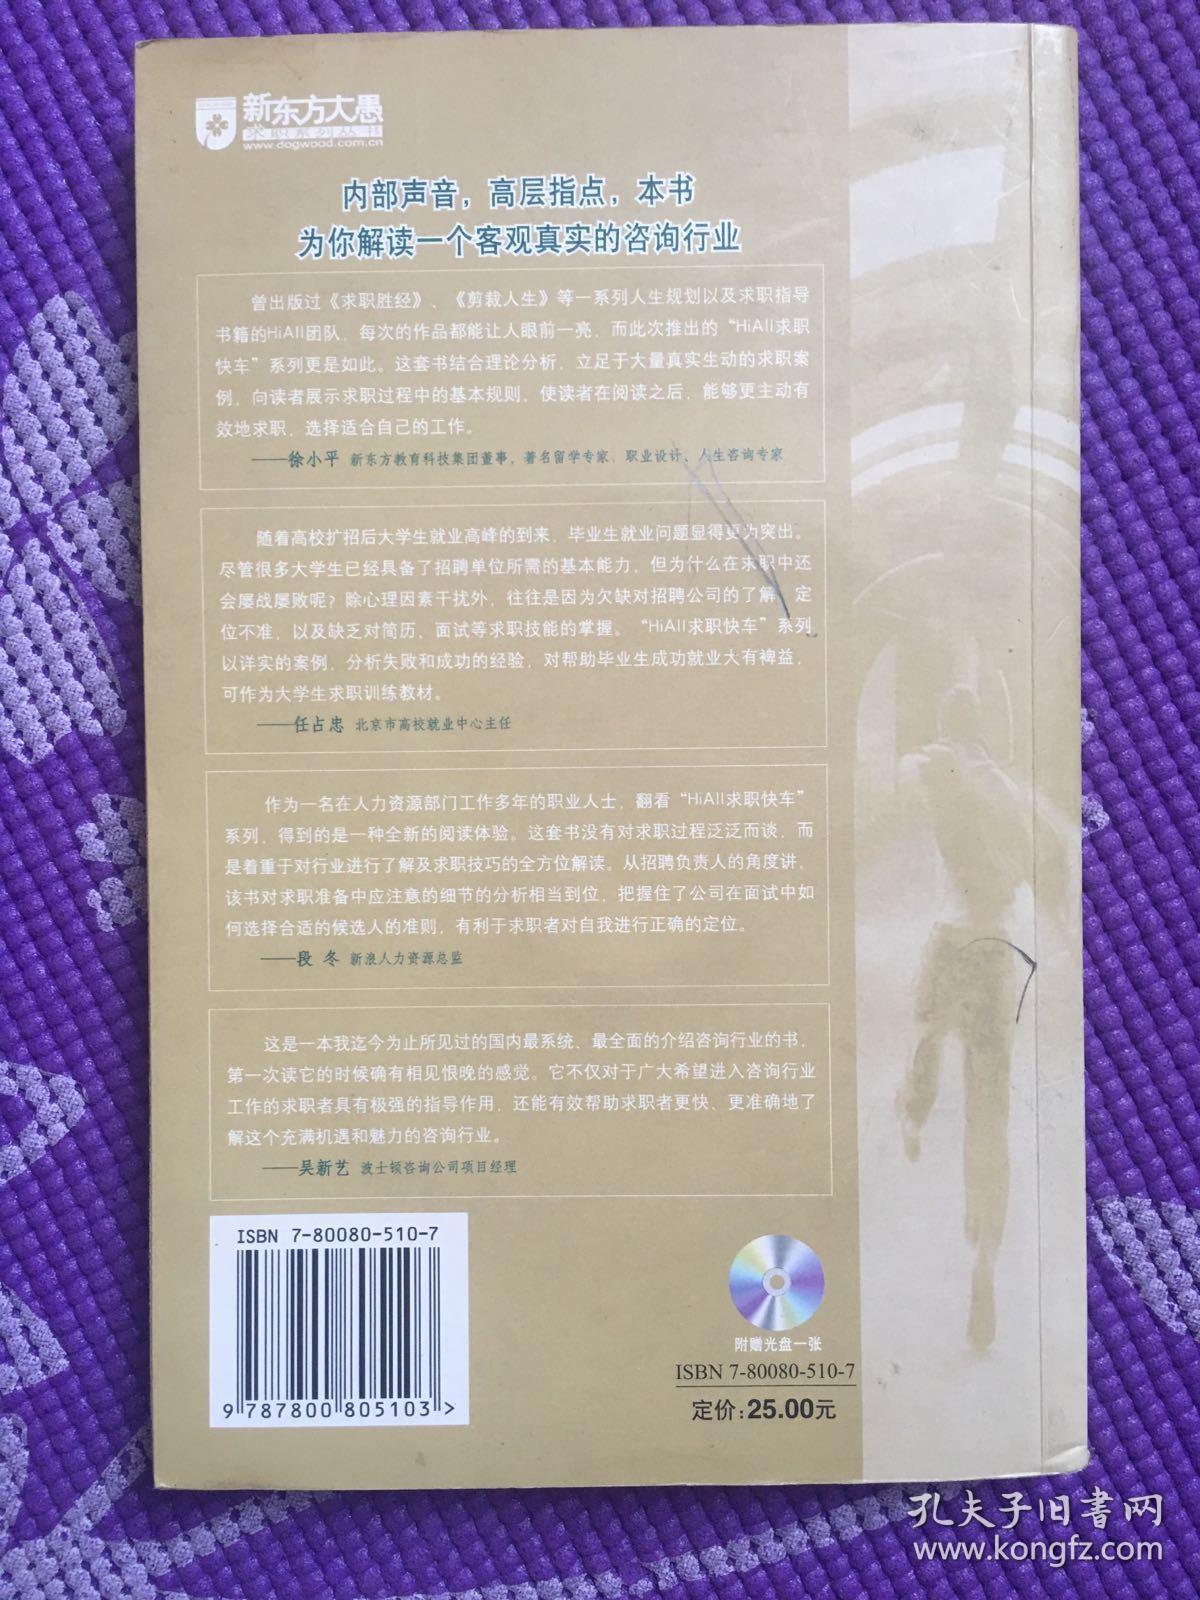 新东方大愚
求职系列丛书
www.dogwood.com.cn
内部声音，高层指点，本书
为你解读一个客观真实的咨询行业
曾出版过《求职胜经》、《剪裁人生》等一系列人生规划以及求职指导
书籍的HiAll团队，每次的作品都能让人眼前一亮，而此次推出的“HiAll求职
快车”系列更是如此。这套书结合理论分析，立足于大量真实生动的求职案
例，向读者展示求职过程中的基本规则，使读者在阅读之后，能够更主动有
效地求职，选择适合自己的工作。
——徐小平 新东方教育科技集团董事，著名留学专家，职业设计、人生咨询专家
随着高校扩招后大学生就业高峰的到来，毕业生就业问题显得更为突出。
尽管很多大学生已经具备了招聘单位所需的基本能力，但为什么在求职中还
会屡战屡败呢？除心理因素干扰外，往往是因为欠缺对招聘公司的了解，定
位不准，以及缺乏对简历、面试等求职技能的掌握。“HiAll求职快车”系列
以详实的案例，分析失败和成功的经验，对帮助毕业生成功就业大有裨益，
可作为大学生求职训练教材。
——任占忠 北京市高校就业中心主任
作为一名在人力资源部门工作多年的职业人士，翻看“HiAll求职快车”
系列，得到的是一种全新的阅读体验。这套书没有对求职过程泛泛而谈，而
是着重于对行业进行了解及求职技巧的全方位解读。从招聘负责人的角度讲，
该书对求职准备中应注意的细节的分析相当到位，把握住了公司在面试中如
何选择合适的候选人的准则，有利于求职者对自我进行正确的定位。
——段 冬 新浪人力资源总监
这是一本我迄今为止所见过的国内最系统、最全面的介绍咨询行业的书，
第一次读它的时候确有相见恨晚的感觉。它不仅对于广大希望进入咨询行业
工作的求职者具有极强的指导作用，还能有效帮助求职者更快、更准确地了
解这个充满机遇和魅力的咨询行业。
——吴新艺 波士顿咨询公司项目经理
ISBN 7-80080-510-7
9 787800 805103 >
附赠光盘一张
ISBN 7-80080-510-7
定价：25.00元
孔夫子旧书网
www.kongfz.com